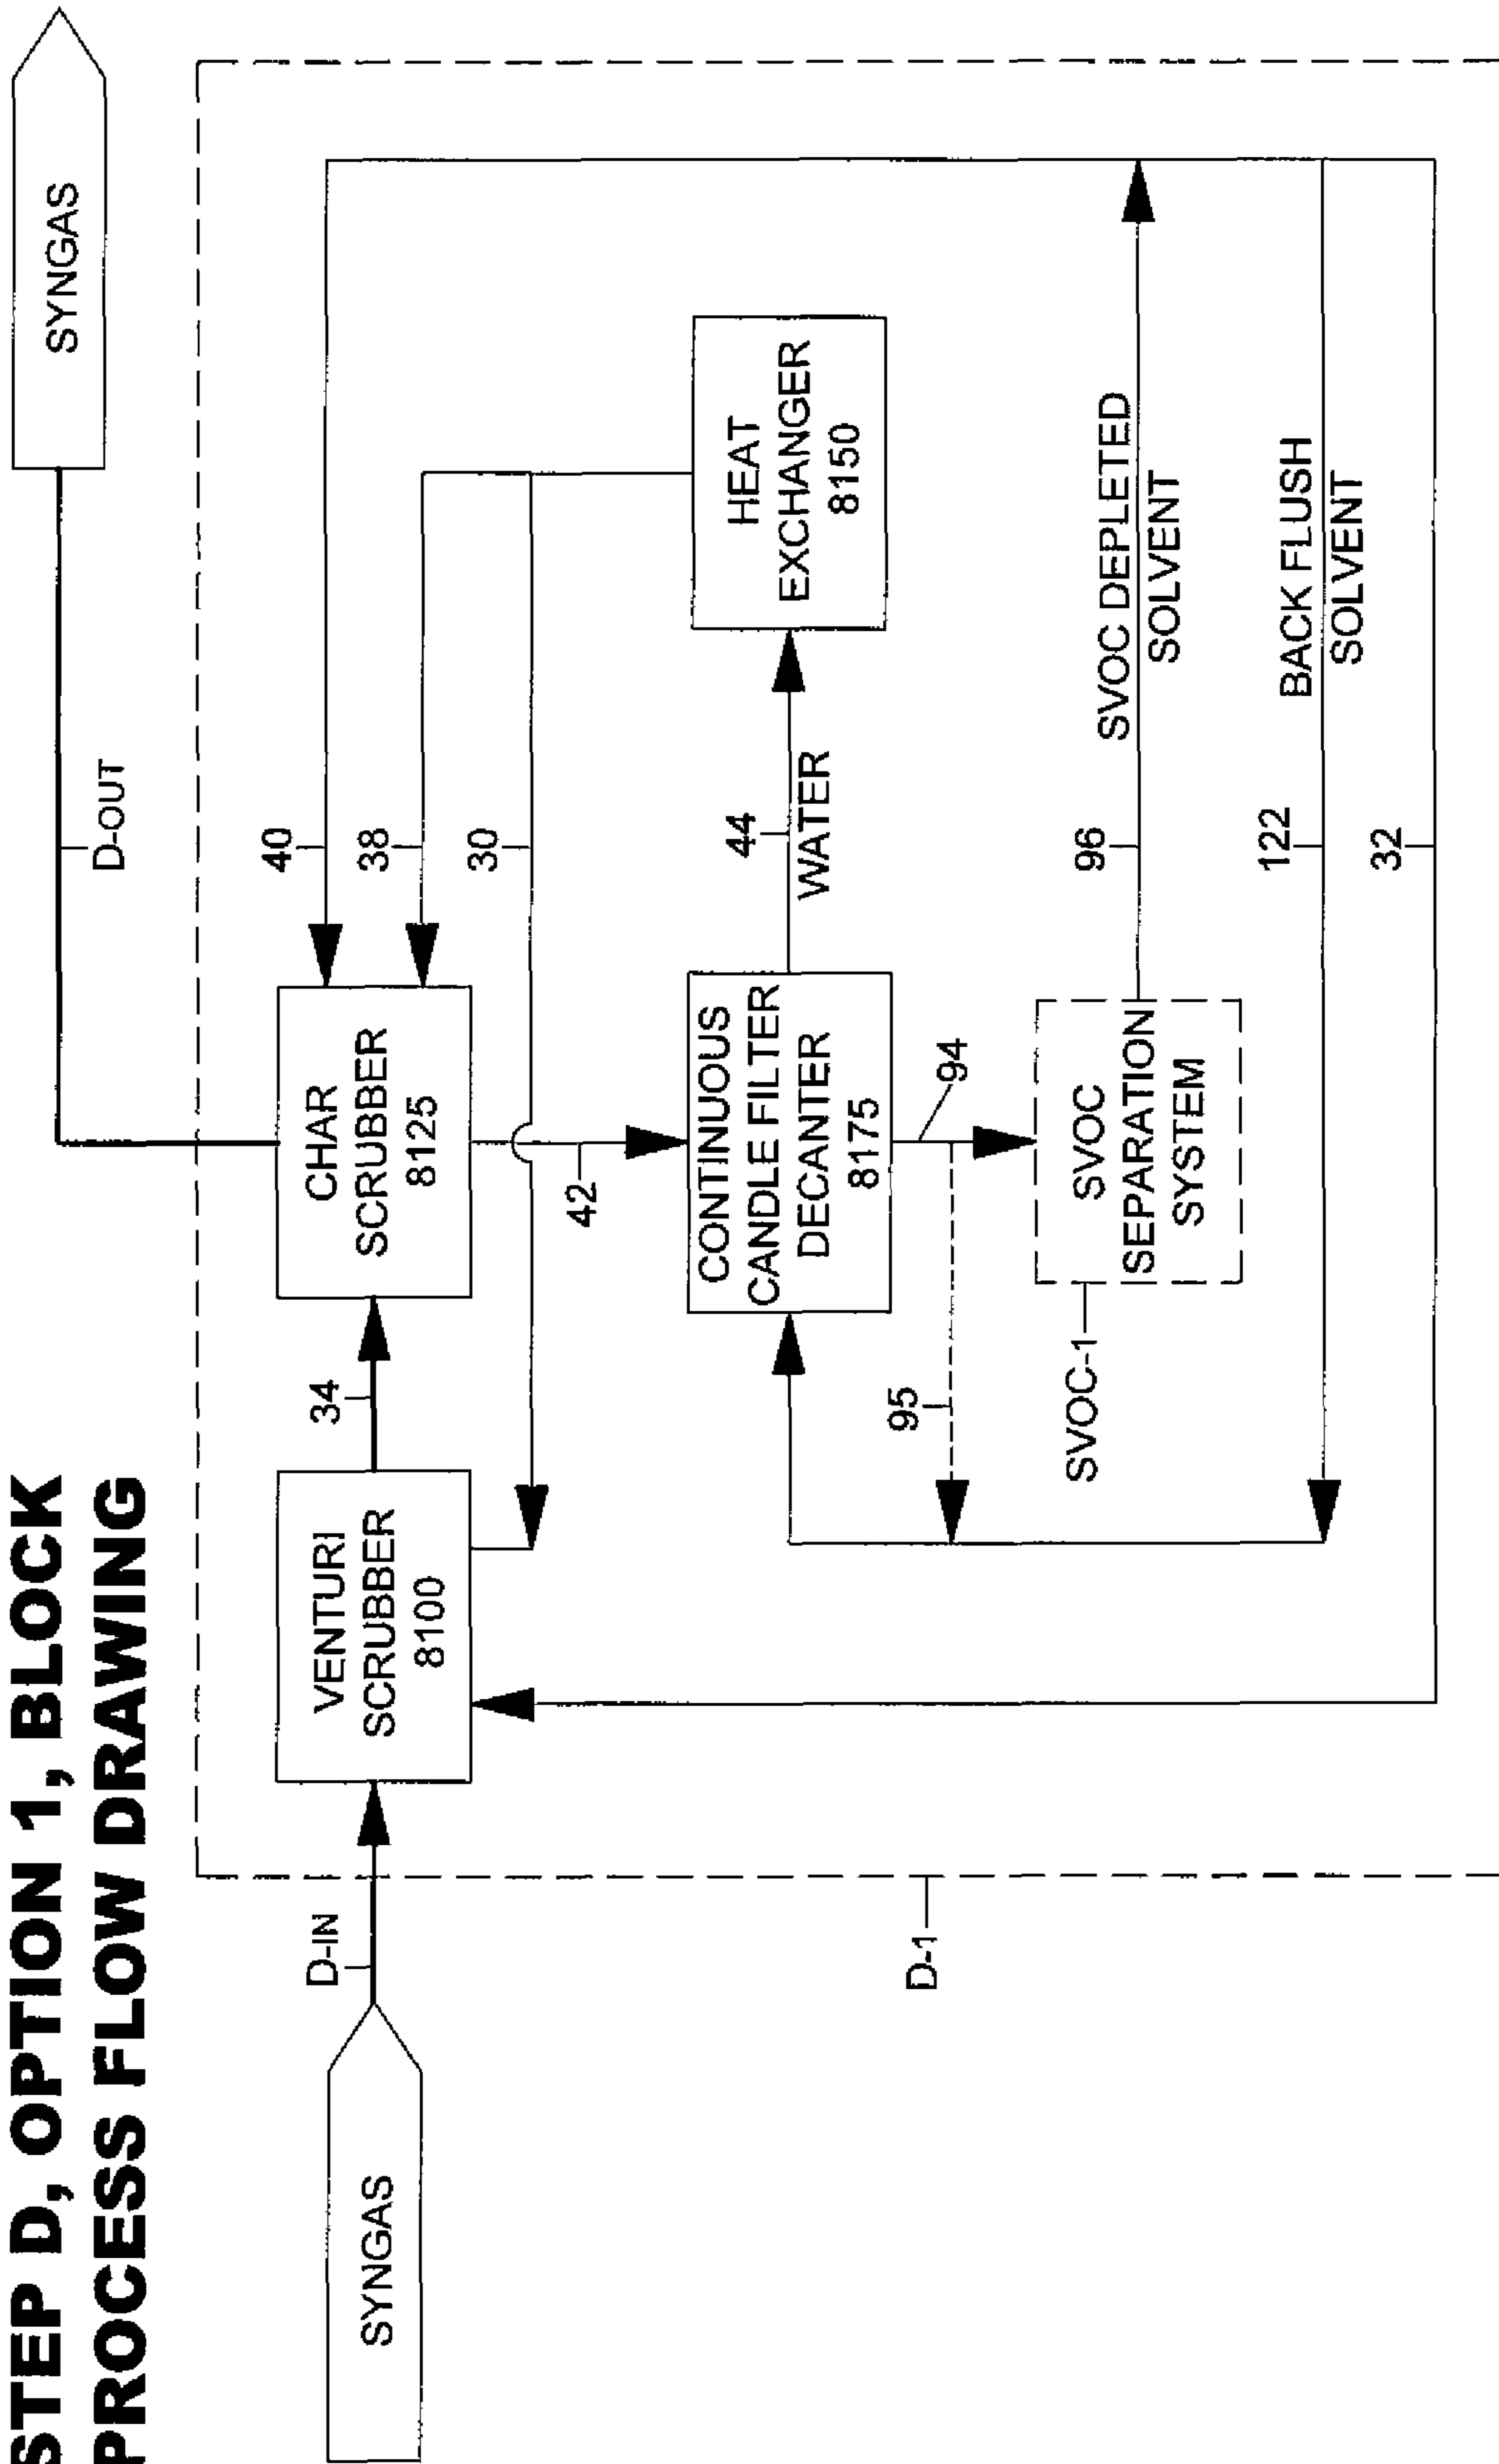 STEP D, OPTION 1, BLOCK
PROCESS FLOW DRAWING
SYNGAS
D-OUT
SYNGAS
D-IN
VENTURI
SCRUBBER
8100
34
CHAR
SCRUBBER
8125
40
38
30
42
CONTINUOUS
CANDLE FILTER
DECANTER
8175
44
WATER
HEAT
EXCHANGER
8150
94
95
SVOC-1
SVOC
SEPARATION
SYSTEM
96
SVOC DEPLETED
SOLVENT
122
BACK FLUSH
SOLVENT
32
D-1